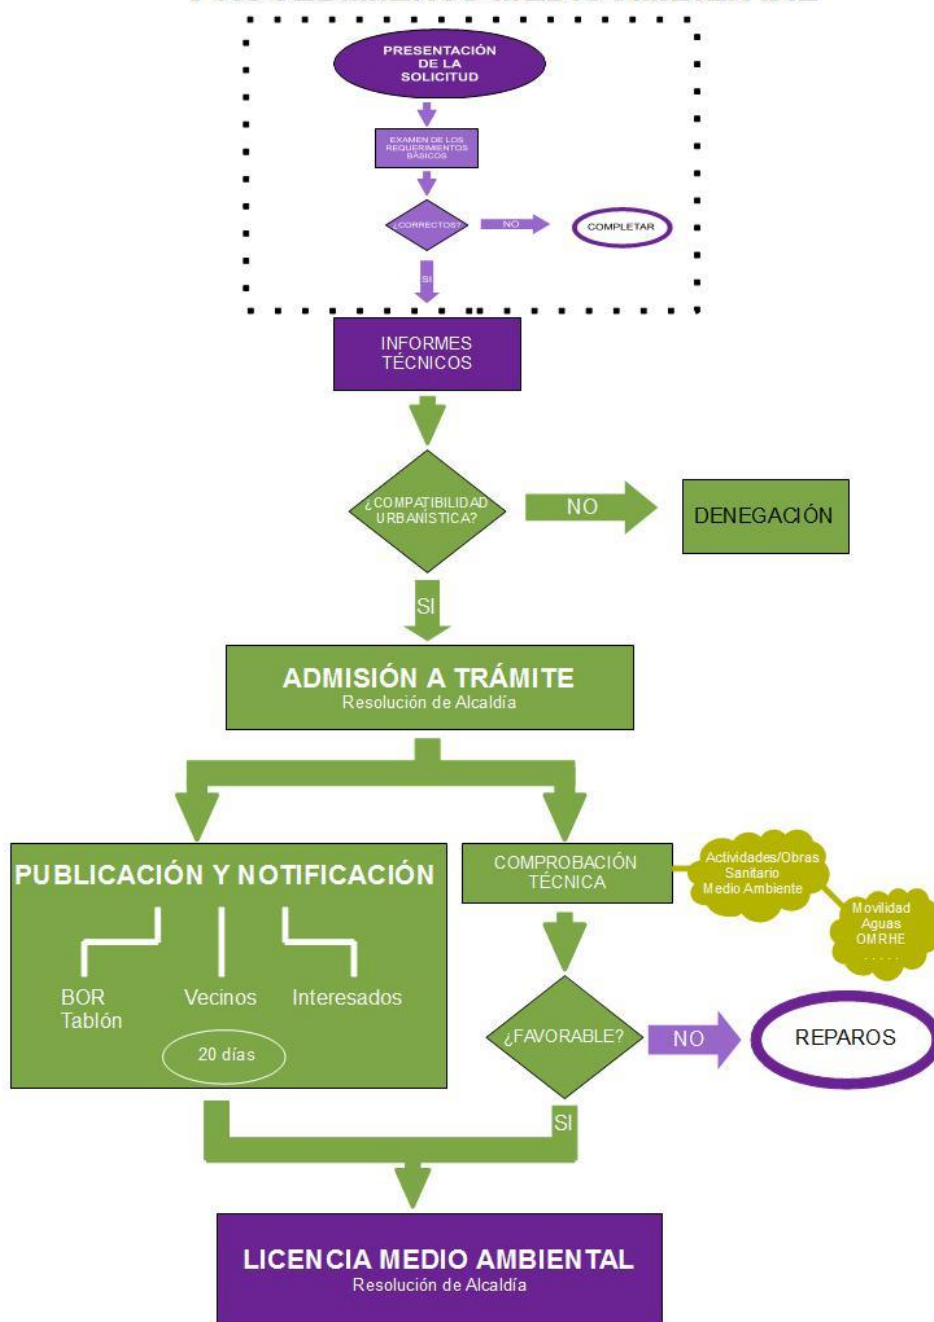 PRESENTACIÓN
DE LA
SOLICITUD
EXAMEN DE LOS
REQUERIMIENTOS
BÁSICOS
¿CORRECTOS?
NO
COMPLETAR
SI
INFORMES
TÉCNICOS
¿COMPATIBILIDAD
URBANÍSTICA?
NO
DENEGACIÓN
SI
ADMISIÓN A TRÁMITE
Resolución de Alcaldía
PUBLICACIÓN Y NOTIFICACIÓN
BOR
Tablón
Vecinos
Interesados
20 días
COMPROBACIÓN
TÉCNICA
Actividades/Obras
Sanitario
Medio Ambiente
Movilidad
Aguas
OMRHE
.....
¿FAVORABLE?
NO
REPAROS
SI
LICENCIA MEDIO AMBIENTAL
Resolución de Alcaldía